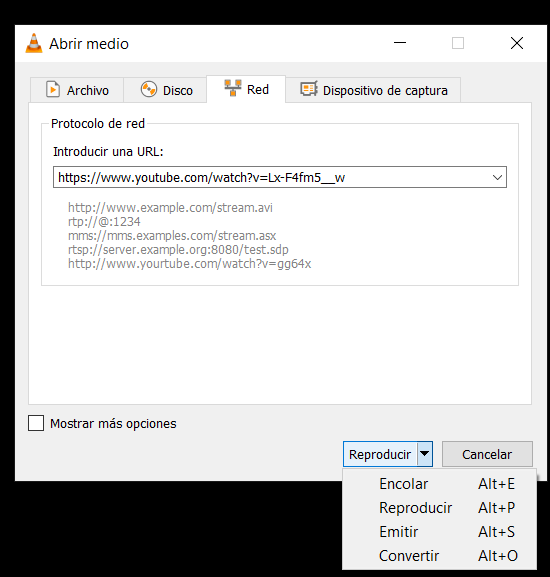 Abrir medio
Archivo
Disco
Red
Dispositivo de captura
Protocolo de red
Introducir una URL:
https://www.youtube.com/watch?v=Lx-F4fm5__w
http://www.example.com/stream.avi
rtp://@:1234
mms://mms.examples.com/stream.asx
rtsp://server.example.org:8080/test.sdp
http://www.yourtube.com/watch?v=gg64x
Mostrar más opciones
Reproducir
Cancelar
Encolar Alt+E
Reproducir Alt+P
Emitir Alt+S
Convertir Alt+O